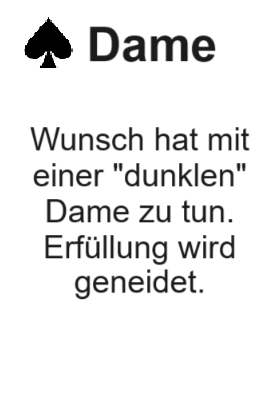 ♠ Dame
Wunsch hat mit
einer "dunklen"
Dame zu tun.
Erfüllung wird
geneidet.